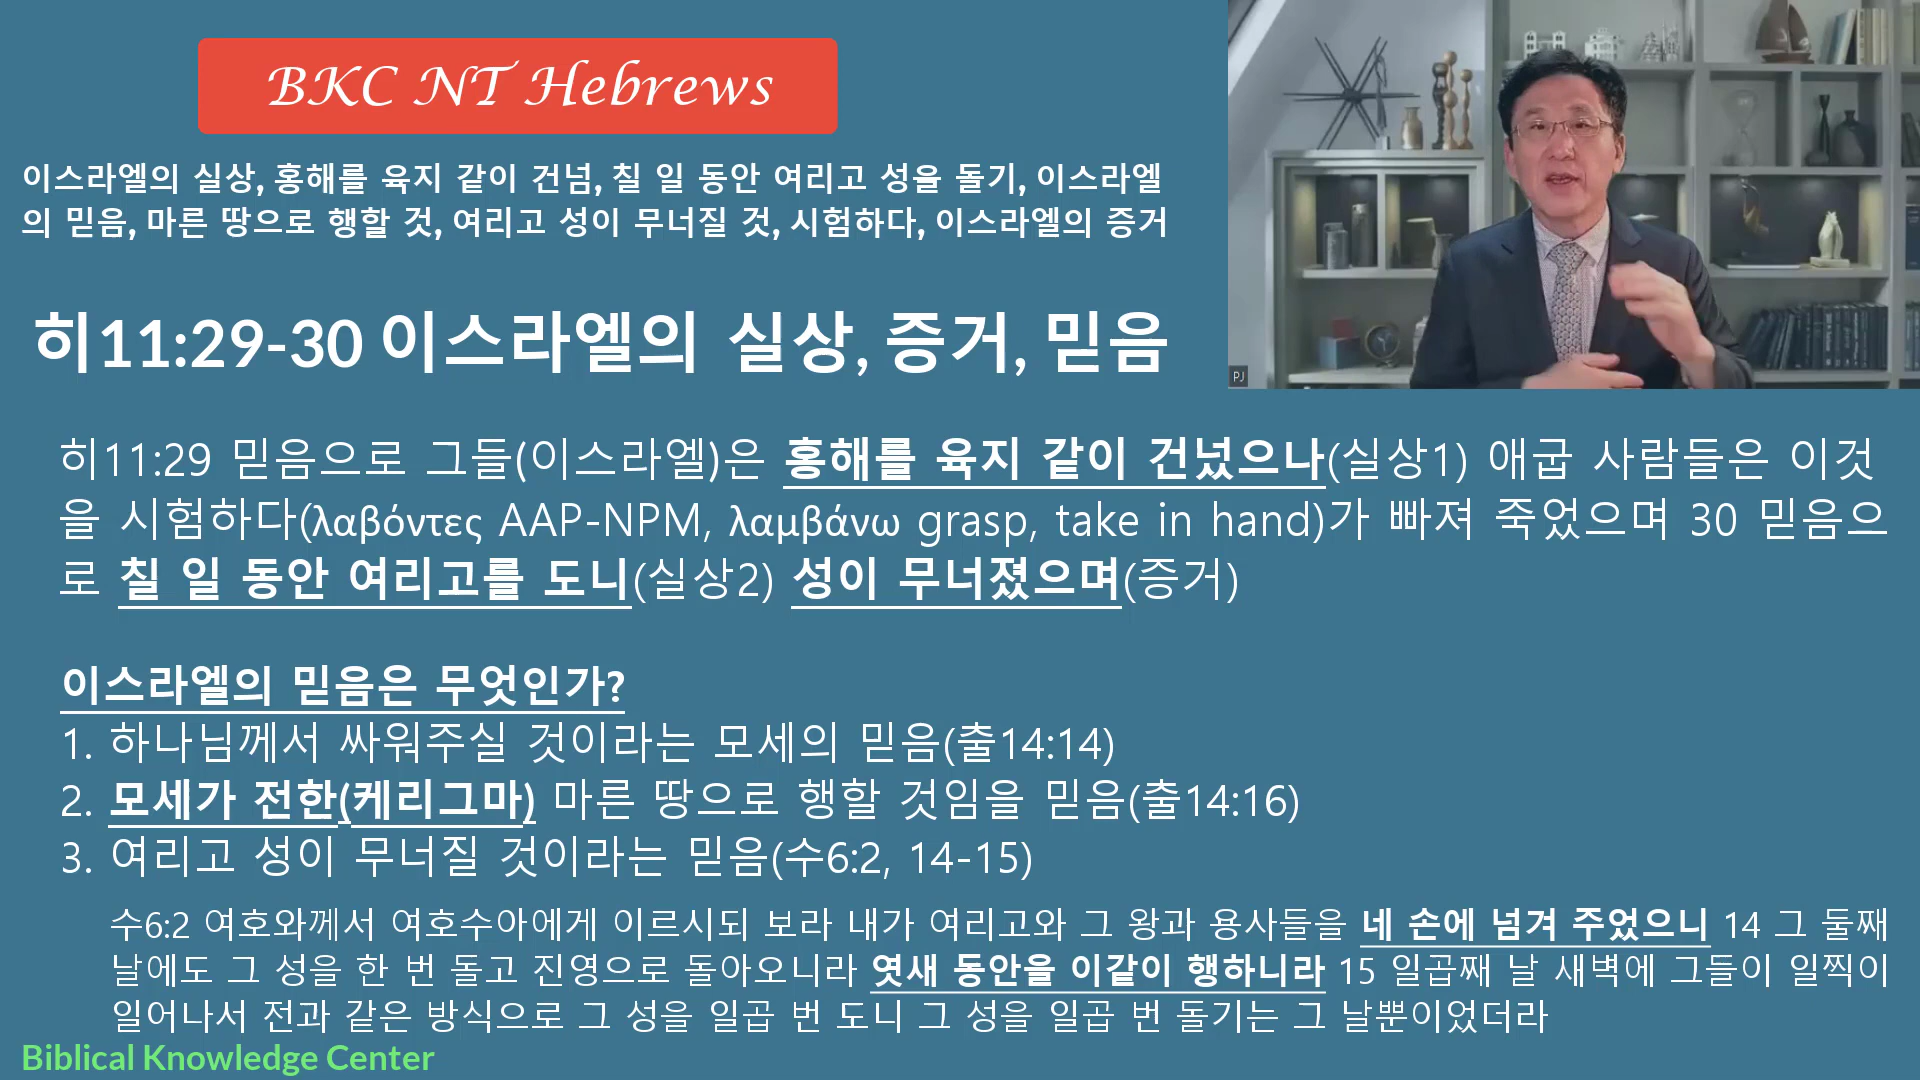 BKC NT Hebrews
이스라엘의 실상, 홍해를 육지 같이 건넘, 칠 일 동안 여리고 성을 돌기, 이스라엘
의 믿음, 마른 땅으로 행할 것, 여리고 성이 무너질 것, 시험하다, 이스라엘의 증거
히11:29-30 이스라엘의 실상, 증거, 믿음
PJ
히11:29 믿음으로 그들(이스라엘)은 홍해를 육지 같이 건넜으나(실상1) 애굽 사람들은 이것
을 시험하다(λαβόντες AAP-NPM, λαμβάνω grasp, take in hand)가 빠져 죽었으며 30 믿음으
로 칠 일 동안 여리고를 도니(실상2) 성이 무너졌으며(증거)
이스라엘의 믿음은 무엇인가?
1. 하나님께서 싸워주실 것이라는 모세의 믿음(출14:14)
2. 모세가 전한(케리그마) 마른 땅으로 행할 것임을 믿음(출14:16)
3. 여리고 성이 무너질 것이라는 믿음(수6:2, 14-15)
수6:2 여호와께서 여호수아에게 이르시되 보라 내가 여리고와 그 왕과 용사들을 네 손에 넘겨 주었으니 14 그 둘째
날에도 그 성을 한 번 돌고 진영으로 돌아오니라 엿새 동안을 이같이 행하니라 15 일곱째 날 새벽에 그들이 일찍이
일어나서 전과 같은 방식으로 그 성을 일곱 번 도니 그 성을 일곱 번 돌기는 그 날뿐이었더라
Biblical Knowledge Center